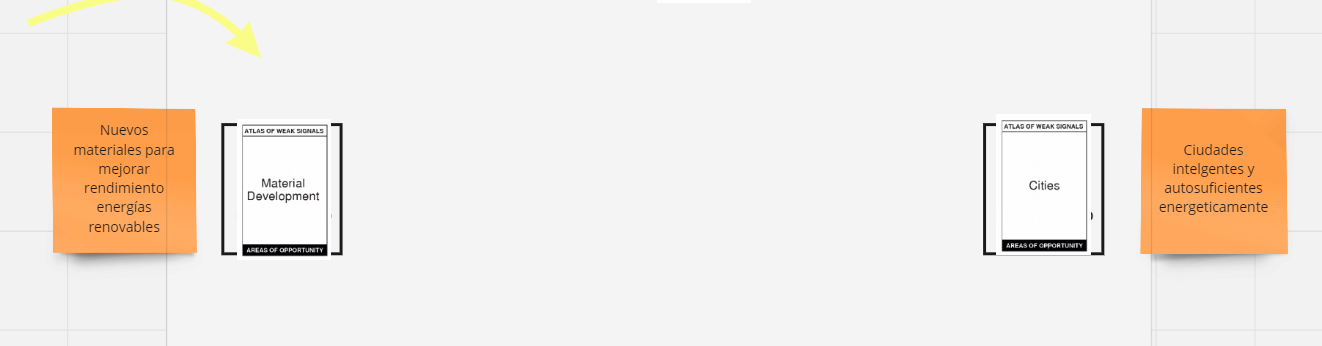 Nuevos
materiales para
mejorar
rendimiento
energías
renovables
ATLAS OF WEAK SIGNALS
Material
Development
AREAS OF OPPORTUNITY
ATLAS OF WEAK SIGNALS
Cities
AREAS OF OPPORTUNITY
Ciudades
intelgentes y
autosuficientes
energeticamente